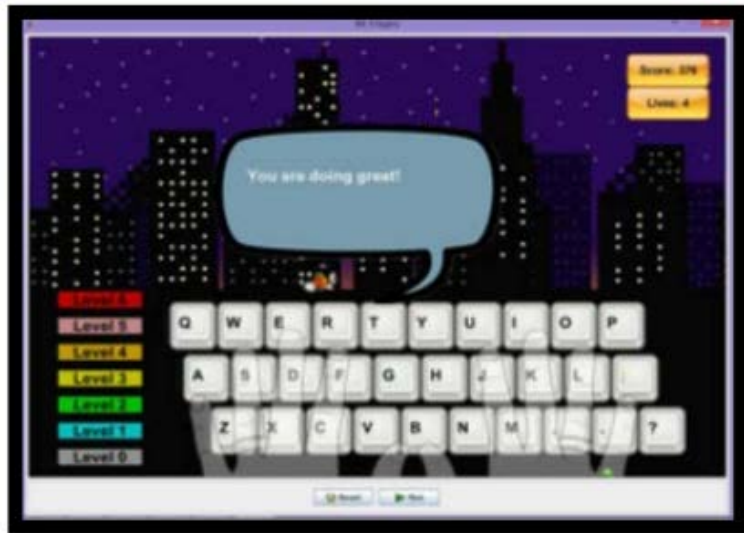 Score: 376
Lives: 4
You are doing great!
Level 6
Level 5
Level 4
Level 3
Level 2
Level 1
Level 0
Q W E R T Y U I O P
A S D F G H J K L
Z X C V B N M , . ?
Reset
Run